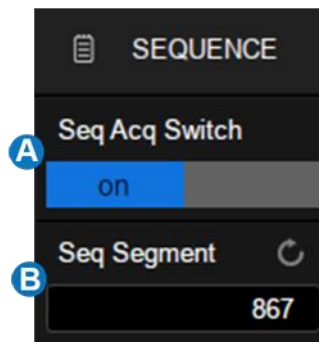 SEQUENCE
Seq Acq Switch
A
on
Seq Segment
B
867